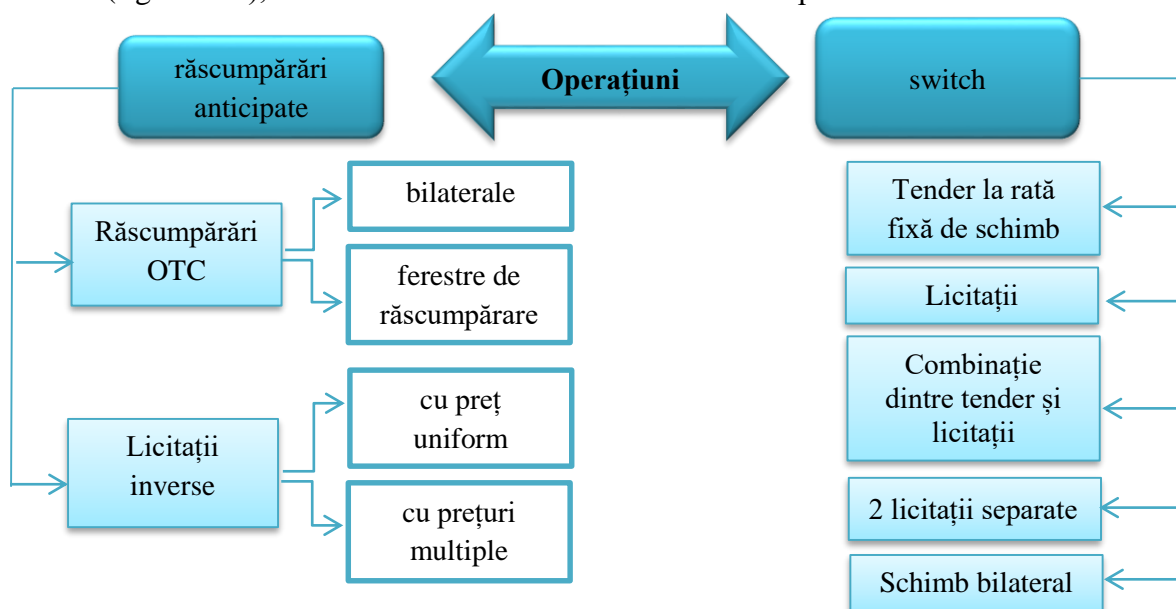 răscumpărări
anticipate
Operațiuni
switch
Răscumpărări
OTC
bilaterale
ferestre de
răscumpărare
Licitații
inverse
cu preț
uniform
cu prețuri
multiple
Tender la rată
fixă de schimb
Licitații
Combinație
dintre tender și
licitații
2 licitații separate
Schimb bilateral